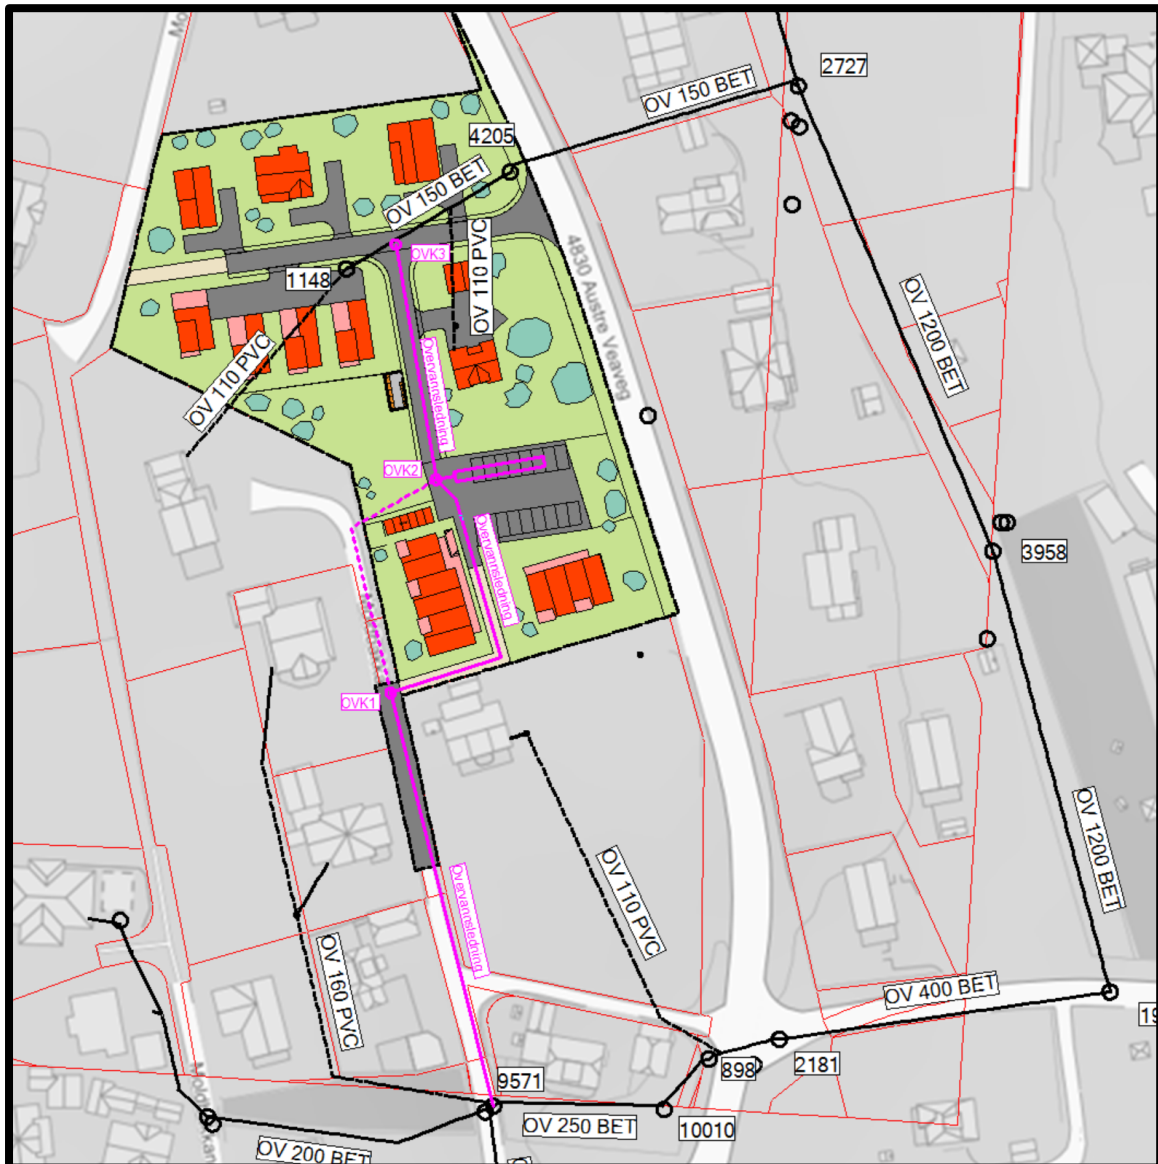 Mo
2727
OV 150 BET
4205
OV 150 BET
OVK3
OV 110 PVC
4830 Austre Veaveg
1148
OV 1200 BET
OV 110 PVC
Overvannsledning
OVK2
Overvannsledning
3958
OVK1
OV 1200 BET
OV 110 PVC
Overvannsledning
OV 160 PVC
OV 400 BET
19
898
2181
9571
OV 250 BET
10010
OV 200 BET